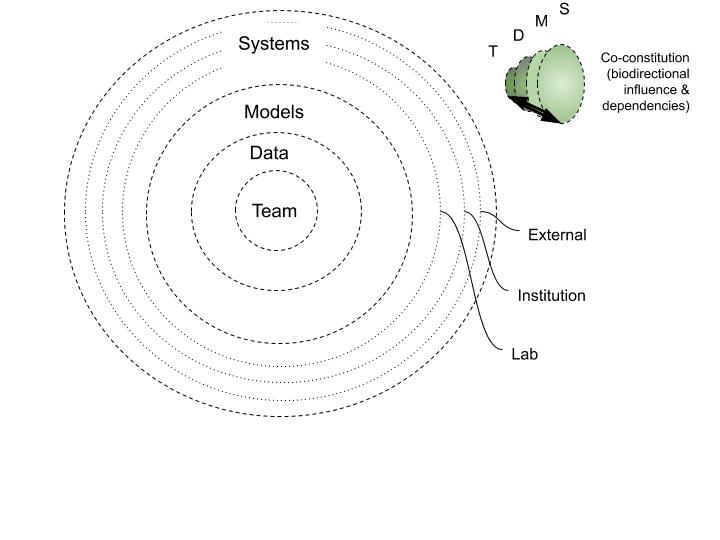 S
M
D
T
Systems
Co-constitution
(biodirectional
influence &
dependencies)
Models
Data
Team
External
Institution
Lab